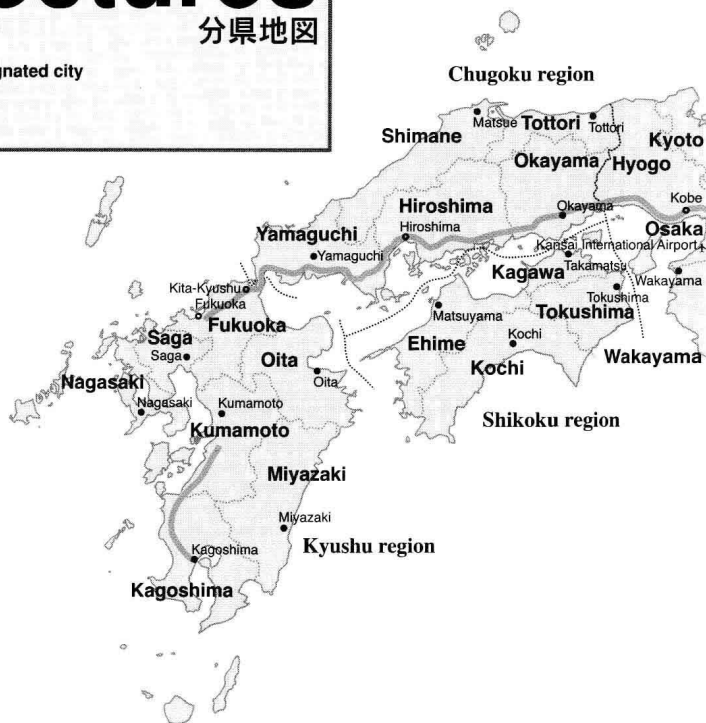 分県地図
Chugoku region
Matsue
Tottori
Tottori
Shimane
Kyoto
Okayama
Hyogo
Hiroshima
Okayama
Kobe
Yamaguchi
Hiroshima
Osaka
Kansai International Airport
Yamaguchi
Kagawa
Takamatsu
Wakayama
Kita-Kyushu
Fukuoka
Tokushima
Matsuyama
Tokushima
Fukuoka
Saga
Saga
Oita
Oita
Ehime
Kochi
Kochi
Wakayama
Nagasaki
Nagasaki
Kumamoto
Kumamoto
Shikoku region
Miyazaki
Miyazaki
Kyushu region
Kagoshima
Kagoshima